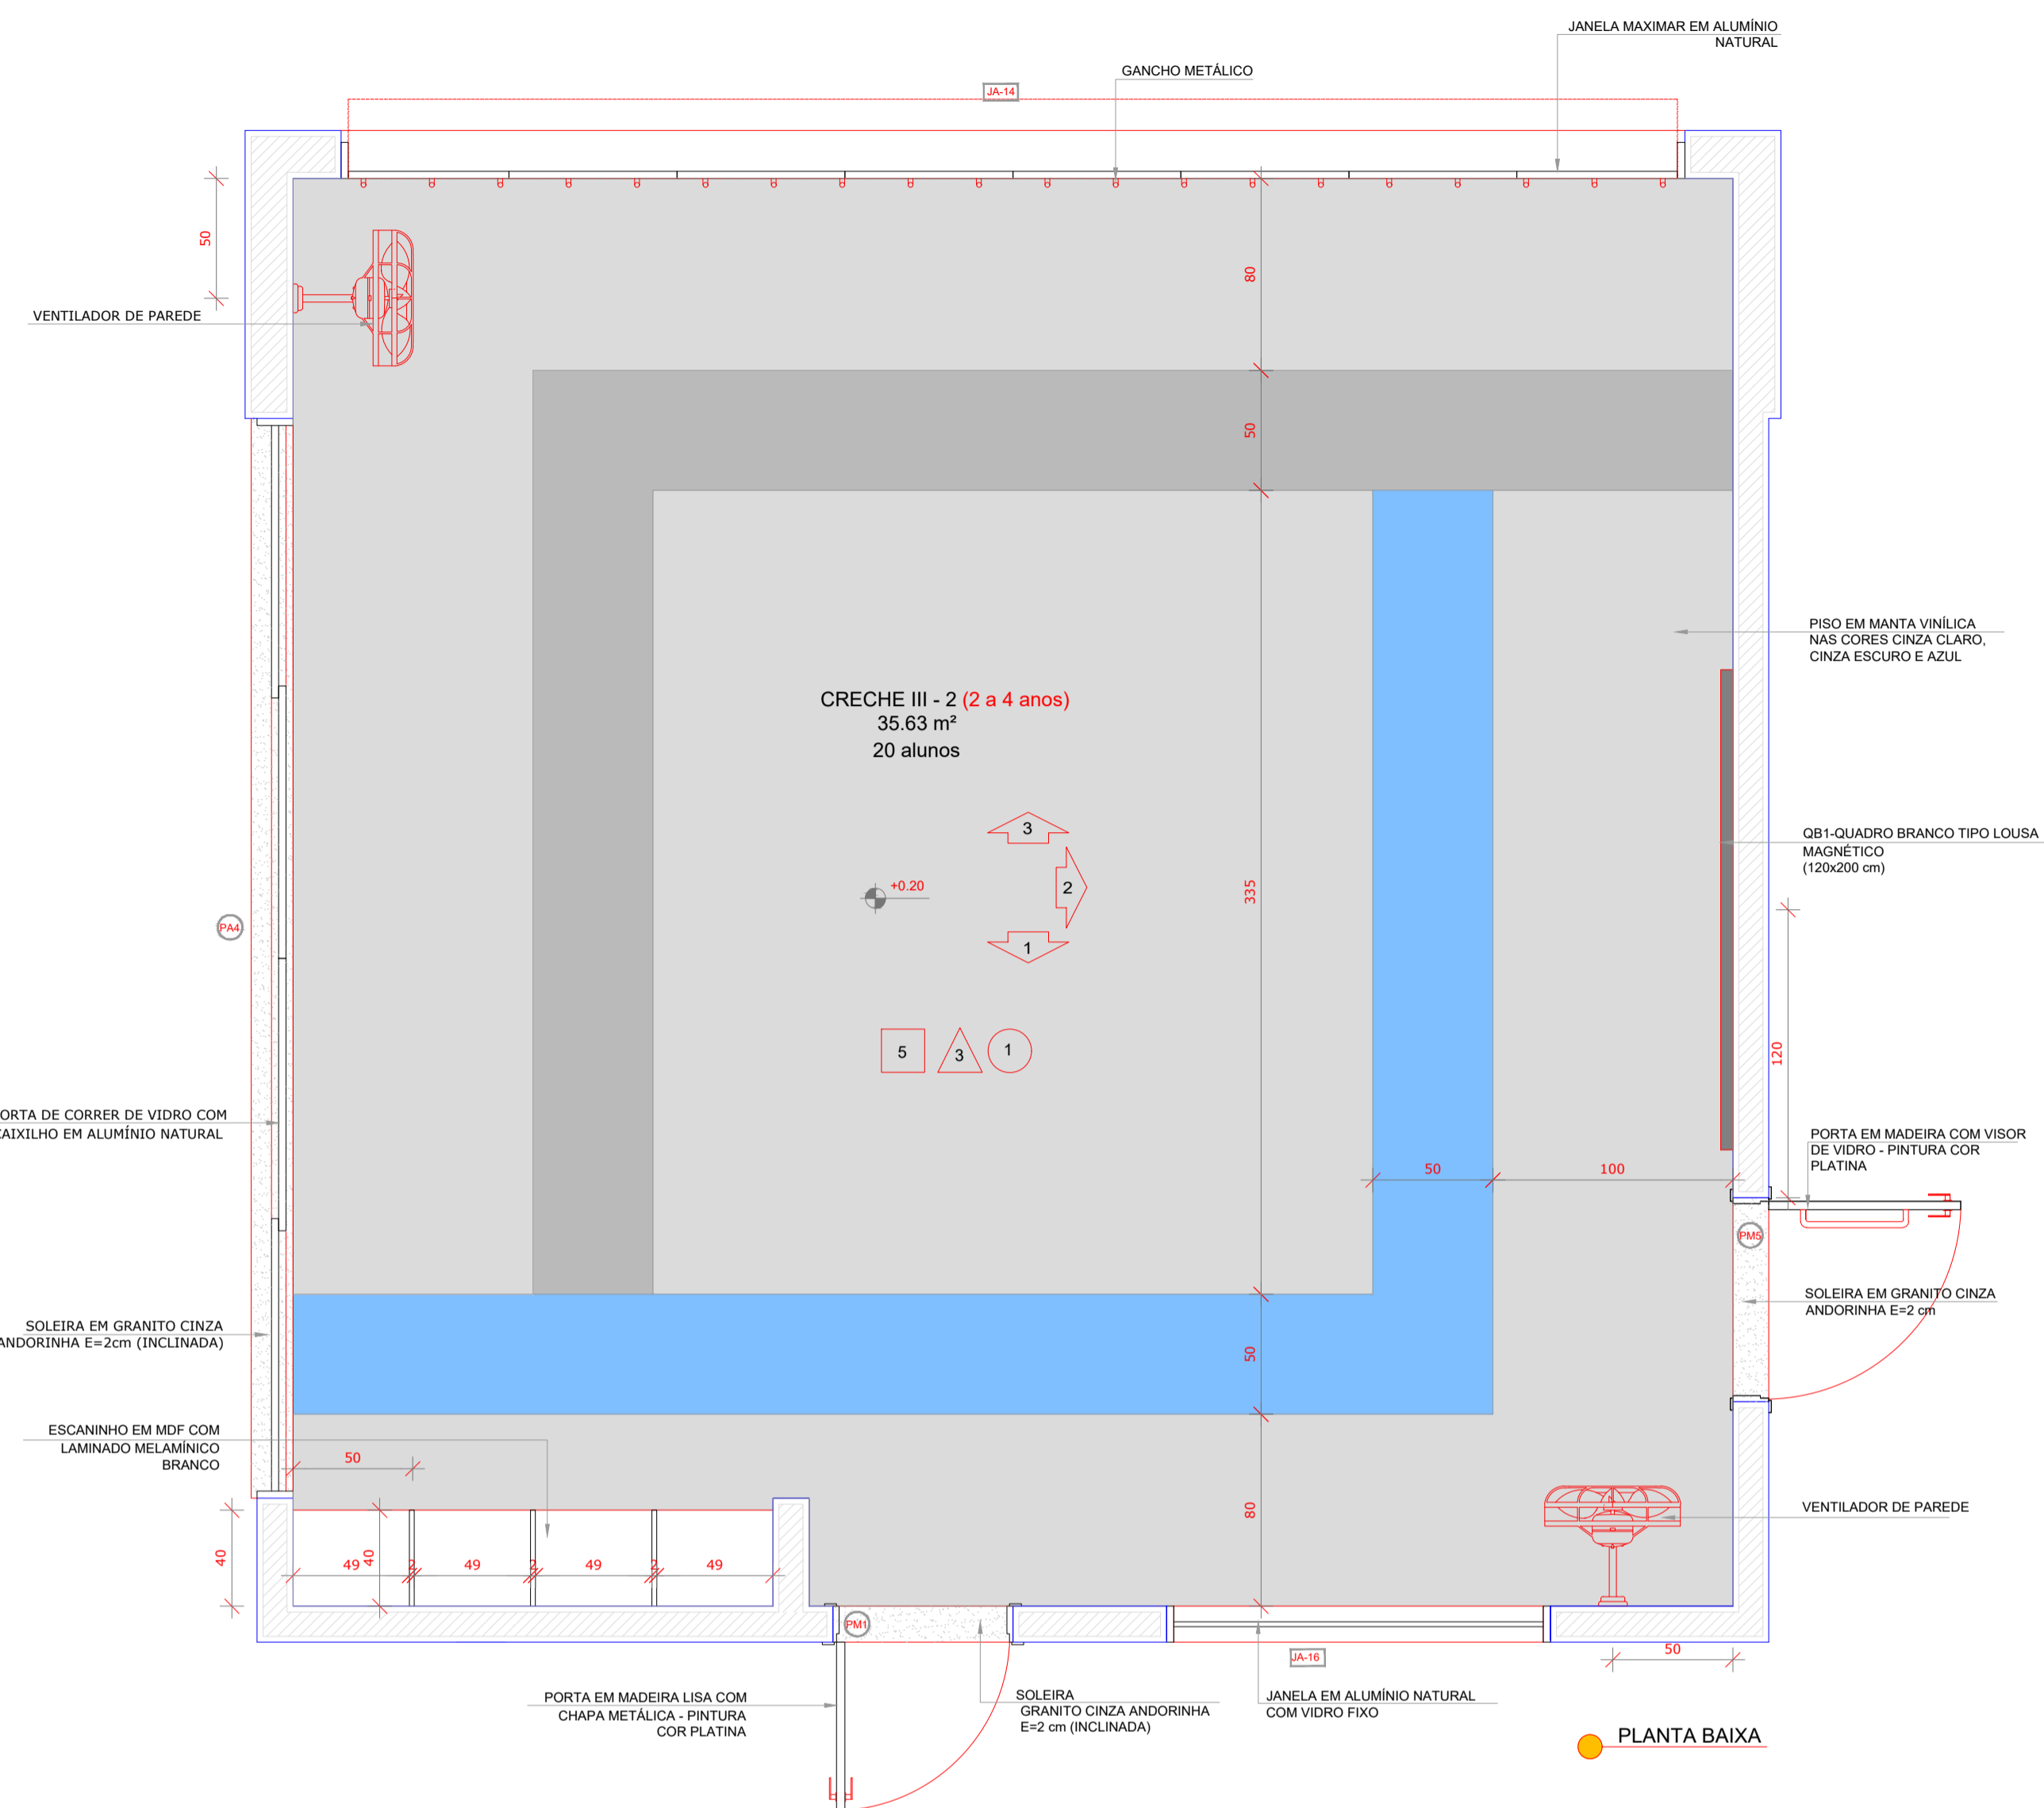 JANELA MAXIMAR EM ALUMÍNIO
NATURAL
GANCHO METÁLICO
JA-14
50
80
VENTILADOR DE PAREDE
50
PISO EM MANTA VINÍLICA
NAS CORES CINZA CLARO,
CINZA ESCURO E AZUL
CRECHE III - 2 (2 a 4 anos)
35.63 m²
20 alunos
3
QB1-QUADRO BRANCO TIPO LOUSA
MAGNÉTICO
(120x200 cm)
2
+0.20
335
1
PA4
5
3
1
120
ORTA DE CORRER DE VIDRO COM
CAIXILHO EM ALUMÍNIO NATURAL
PORTA EM MADEIRA COM VISOR
DE VIDRO - PINTURA COR
PLATINA
50
100
PM5
SOLEIRA EM GRANITO CINZA
ANDORINHA E=2 cm
SOLEIRA EM GRANITO CINZA
ANDORINHA E=2cm (INCLINADA)
50
ESCANINHO EM MDF COM
LAMINADO MELAMÍNICO
BRANCO
50
80
VENTILADOR DE PAREDE
40
49
40
2
49
2
49
2
49
PM1
JA-16
50
PORTA EM MADEIRA LISA COM
CHAPA METÁLICA - PINTURA
COR PLATINA
SOLEIRA
GRANITO CINZA ANDORINHA
E=2 cm (INCLINADA)
JANELA EM ALUMÍNIO NATURAL
COM VIDRO FIXO
PLANTA BAIXA